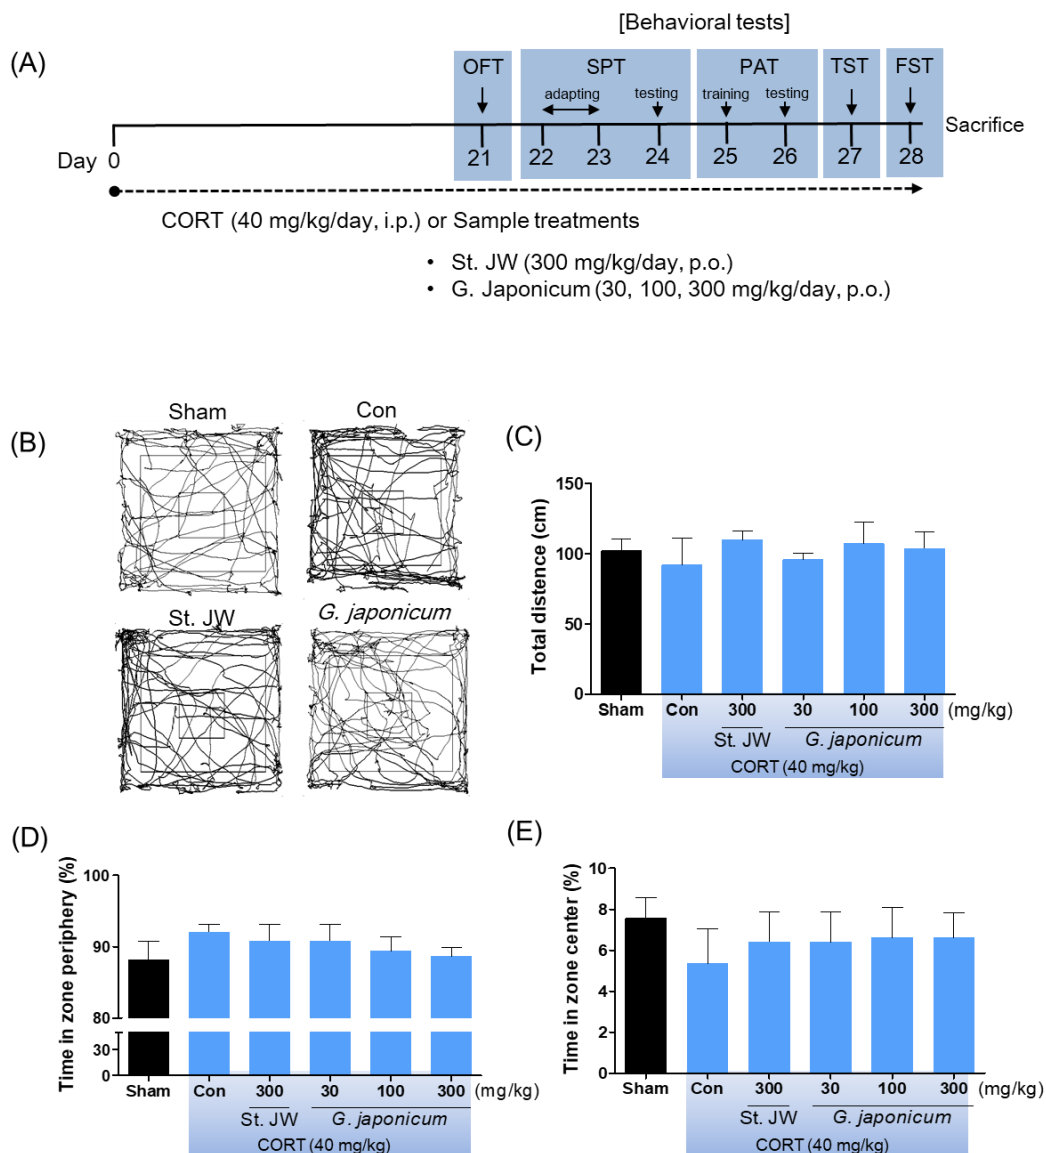 [Behavioral tests]
(A)
OFT SPT PAT TST FST
adapting testing training testing
Sacrifice
Day 0 21 22 23 24 25 26 27 28
CORT (40 mg/kg/day, i.p.) or Sample treatments
• St. JW (300 mg/kg/day, p.o.)
• G. Japonicum (30, 100, 300 mg/kg/day, p.o.)
(B)
Sham Con
St. JW G. japonicum
(C)
Total distence (cm)
150
100
50
0
Sham Con 300 30 100 300 (mg/kg)
St. JW G. japonicum
CORT (40 mg/kg)
(D)
Time in zone periphery (%)
100
90
80
30
0
Sham Con 300 30 100 300 (mg/kg)
St. JW G. japonicum
CORT (40 mg/kg)
(E)
Time in zone center (%)
10
8
6
4
2
0
Sham Con 300 30 100 300 (mg/kg)
St. JW G. japonicum
CORT (40 mg/kg)